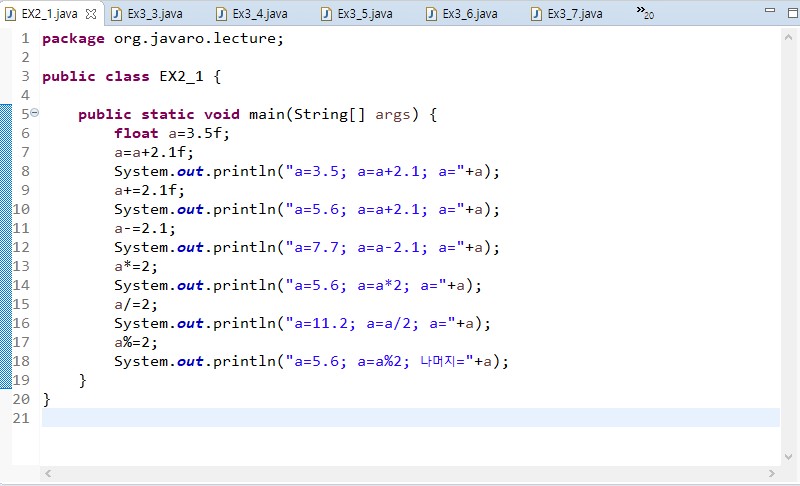 EX2_1.java Ex3_3.java Ex3_4.java Ex3_5.java Ex3_6.java Ex3_7.java »20
1 package org.javaro.lecture;
2
3 public class EX2_1 {
4
5 public static void main(String[] args) {
6 float a=3.5f;
7 a=a+2.1f;
8 System.out.println("a=3.5; a=a+2.1; a="+a);
9 a+=2.1f;
10 System.out.println("a=5.6; a=a+2.1; a="+a);
11 a-=2.1;
12 System.out.println("a=7.7; a=a-2.1; a="+a);
13 a*=2;
14 System.out.println("a=5.6; a=a*2; a="+a);
15 a/=2;
16 System.out.println("a=11.2; a=a/2; a="+a);
17 a%=2;
18 System.out.println("a=5.6; a=a%2; 나머지="+a);
19 }
20 }
21